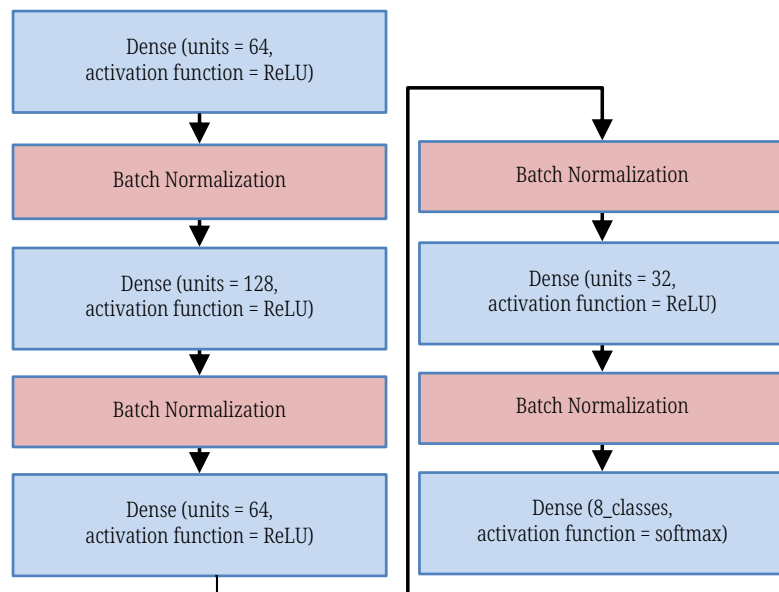 Dense (units = 64,
activation function = ReLU)
Batch Normalization
Dense (units = 128,
activation function = ReLU)
Batch Normalization
Dense (units = 64,
activation function = ReLU)
Batch Normalization
Dense (units = 32,
activation function = ReLU)
Batch Normalization
Dense (8_classes,
activation function = softmax)